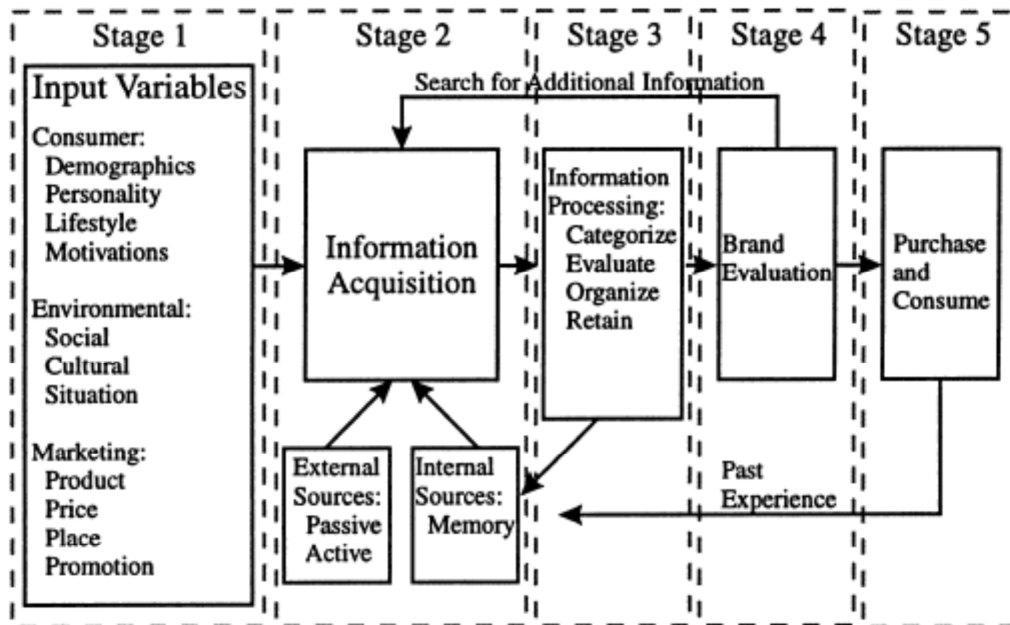 Stage 1
Stage 2
Stage 3
Stage 4
Stage 5
Input Variables
Consumer:
Demographics
Personality
Lifestyle
Motivations
Environmental:
Social
Cultural
Situation
Marketing:
Product
Price
Place
Promotion
Search for Additional Information
Information
Acquisition
External
Sources:
Passive
Active
Internal
Sources:
Memory
Information
Processing:
Categorize
Evaluate
Organize
Retain
Brand
Evaluation
Purchase
and
Consume
Past
Experience